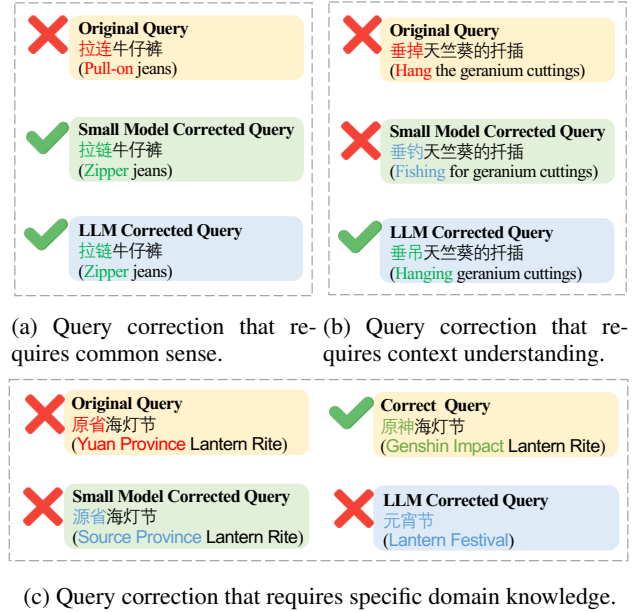 Original Query
拉连牛仔裤
(Pull-on jeans)
Small Model Corrected Query
拉链牛仔裤
(Zipper jeans)
LLM Corrected Query
拉链牛仔裤
(Zipper jeans)
(a) Query correction that re-
quires common sense.
Original Query
垂掉天竺葵的扦插
(Hang the geranium cuttings)
Small Model Corrected Query
垂钓天竺葵的扦插
(Fishing for geranium cuttings)
LLM Corrected Query
垂吊天竺葵的扦插
(Hanging geranium cuttings)
(b) Query correction that re-
quires context understanding.
Original Query
原省海灯节
(Yuan Province Lantern Rite)
Correct Query
原神海灯节
(Genshin Impact Lantern Rite)
Small Model Corrected Query
源省海灯节
(Source Province Lantern Rite)
LLM Corrected Query
元宵节
(Lantern Festival)
(c) Query correction that requires specific domain knowledge.